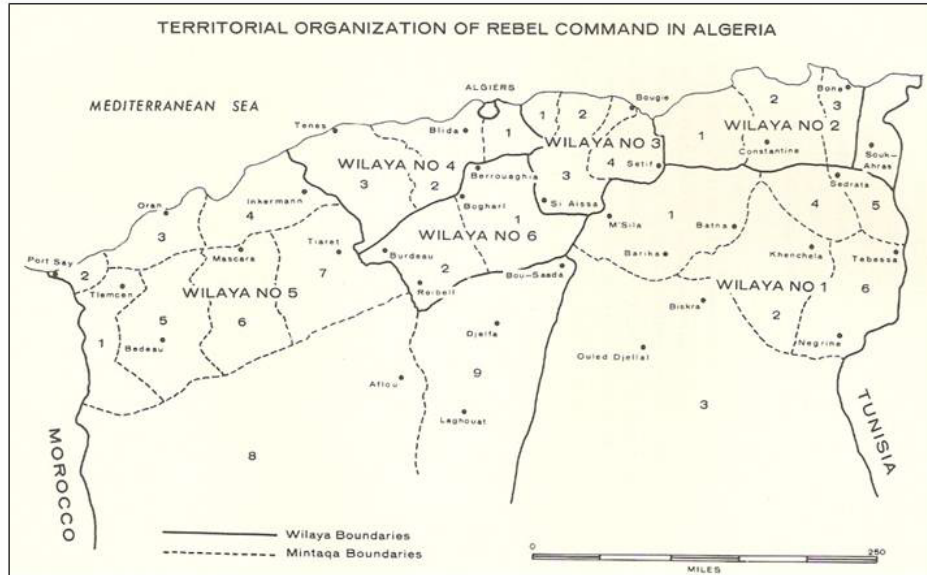 TERRITORIAL ORGANIZATION OF REBEL COMMAND IN ALGERIA
MEDITERRANEAN SEA
ALGIERS
Tenes
Blida
1
1
2
Bougie
2
Bone
3
WILAYA NO 4
WILAYA NO 3
1
WILAYA NO 2
Constantine
Souk-
Ahras
3
2
Berrouaghia
3
4
Setif
Sedrata
Inkermann
Si Aissa
Boghari
1
M'Sila
1
Batna
4
5
Oran
3
4
WILAYA NO 6
Mascara
Tiaret
7
Burdeau
2
Barika
Khenchela
Tebessa
Port Say
2
Tlemcen
WILAYA NO 5
Reibell
Bou-Saada
Biskra
WILAYA NO 1
6
1
5
6
2
Bedeau
Djelfa
Negrine
Ouled Djellal
Aflou
9
3
Laghouat
8
MOROCCO
TUNISIA
Wilaya Boundaries
Mintaqa Boundaries
0
250
MILES